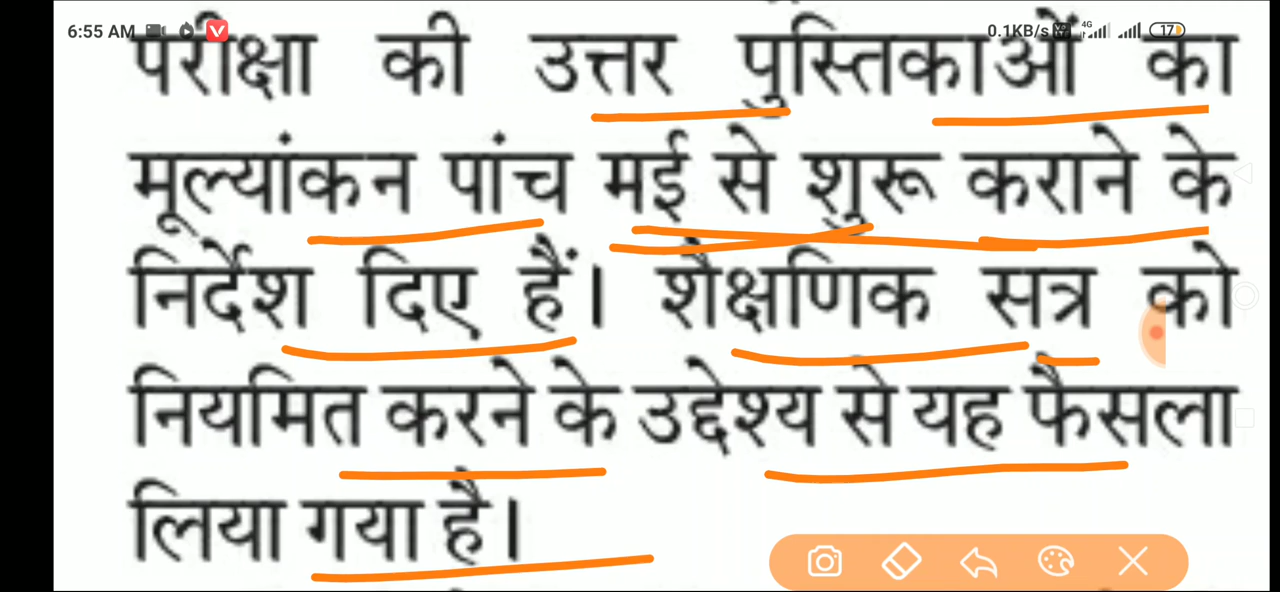 6:55 AM 0.1KB/s 4G 17
परीक्षा की उत्तर पुस्तिकाओं का
मूल्यांकन पांच मई से शुरू कराने के
निर्देश दिए हैं। शैक्षणिक सत्र को
नियमित करने के उद्देश्य से यह फैसला
लिया गया है।